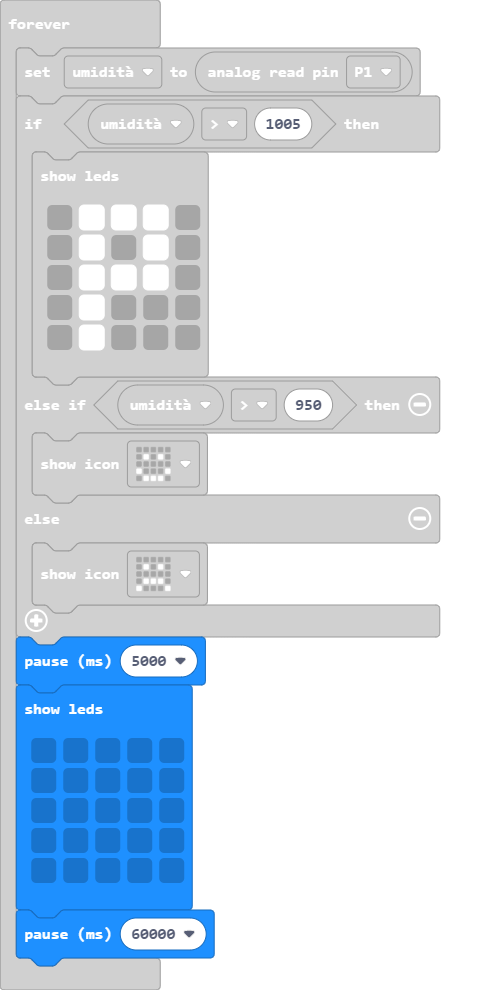 forever
set umidità to analog read pin P1
if umidità > 1005 then
show leds
else if umidità > 950 then
show icon
else
show icon
pause (ms) 5000
show leds
pause (ms) 60000